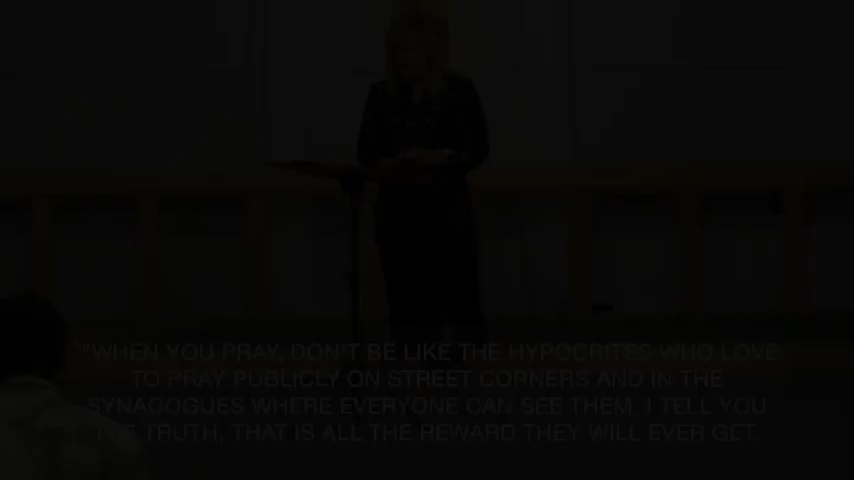 "WHEN YOU PRAY, DON'T BE LIKE THE HYPOCRITES WHO LOVE
TO PRAY PUBLICLY ON STREET CORNERS AND IN THE
SYNAGOGUES WHERE EVERYONE CAN SEE THEM. I TELL YOU
THE TRUTH, THAT IS ALL THE REWARD THEY WILL EVER GET.